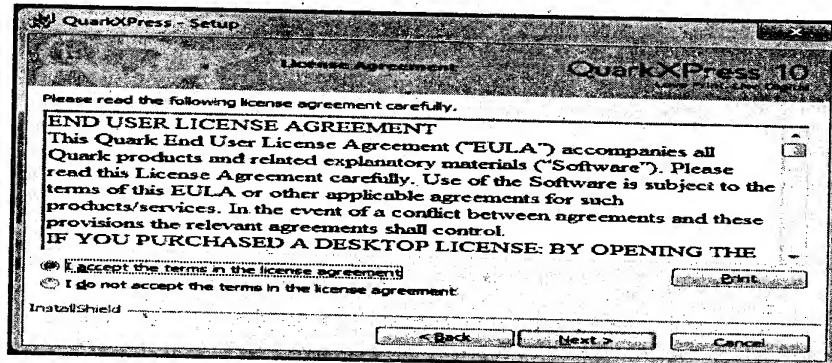 QuarkXPress - Setup
License Agreement
QuarkXPress 10
Please read the following license agreement carefully.
END USER LICENSE AGREEMENT
This Quark End User License Agreement ("EULA") accompanies all
Quark products and related explanatory materials ("Software"). Please
read this License Agreement carefully. Use of the Software is subject to the
terms of this EULA or other applicable agreements for such
products/services. In the event of a conflict between agreements and these
provisions the relevant agreements shall control.
IF YOU PURCHASED A DESKTOP LICENSE: BY OPENING THE
I accept the terms in the license agreement
I do not accept the terms in the license agreement
Print
InstallShield
< Back
Next >
Cancel